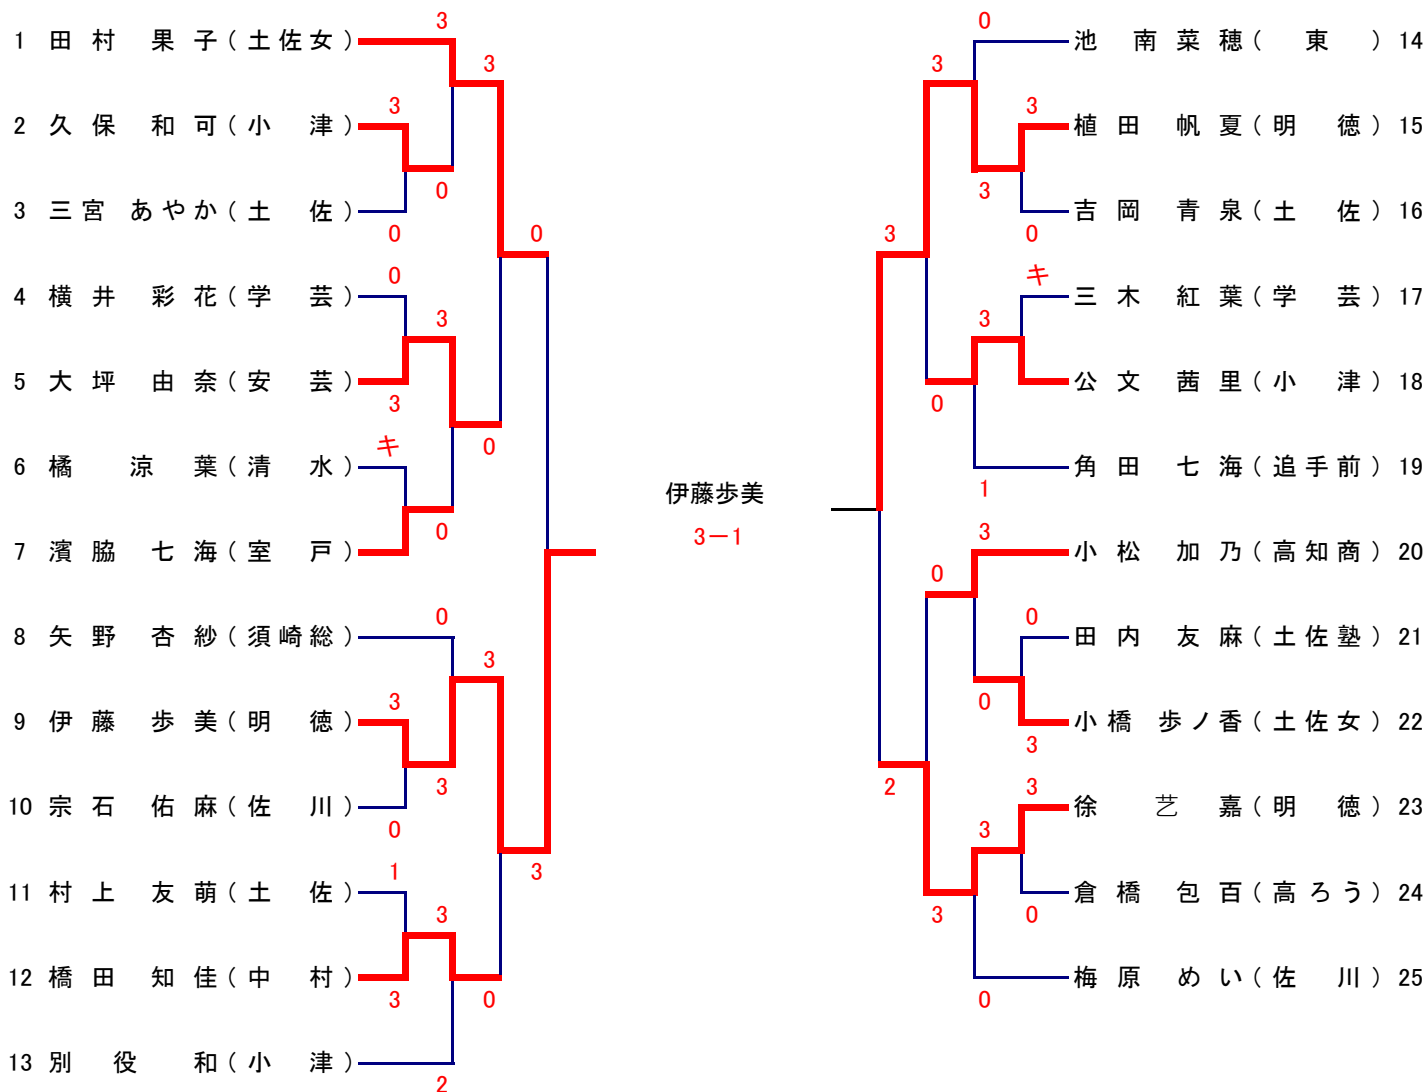 1 田村 果子(土佐女)
3
3
2 久保 和可(小 津)
3
0
3 三宮 あやか(土 佐)
0
0
4 横井 彩花(学 芸)
0
3
5 大坪 由奈(安 芸)
3
0
6 橘 涼葉(清 水)
キ
7 濱脇 七海(室 戸)
0
8 矢野 杏紗(須崎総)
0
3
9 伊藤 歩美(明 徳)
3
3
10 宗石 佑麻(佐 川)
0
3
11 村上 友萌(土 佐)
1
3
12 橋田 知佳(中 村)
3
0
13 別役 和(小 津)
2
伊藤歩美
3-1
0
池 南菜穂( 東 ) 14
3
3
植田 帆夏(明 徳) 15
3
吉岡 青泉(土 佐) 16
0
3
キ
三木 紅葉(学 芸) 17
3
公文 茜里(小 津) 18
0
角田 七海(追手前) 19
1
3
小松 加乃(高知商) 20
0
0
田内 友麻(土佐塾) 21
0
小橋 歩ノ香(土佐女) 22
3
2
3
徐 艺嘉(明 徳) 23
3
倉橋 包百(高ろう) 24
3
0
梅原 めい(佐 川) 25
0